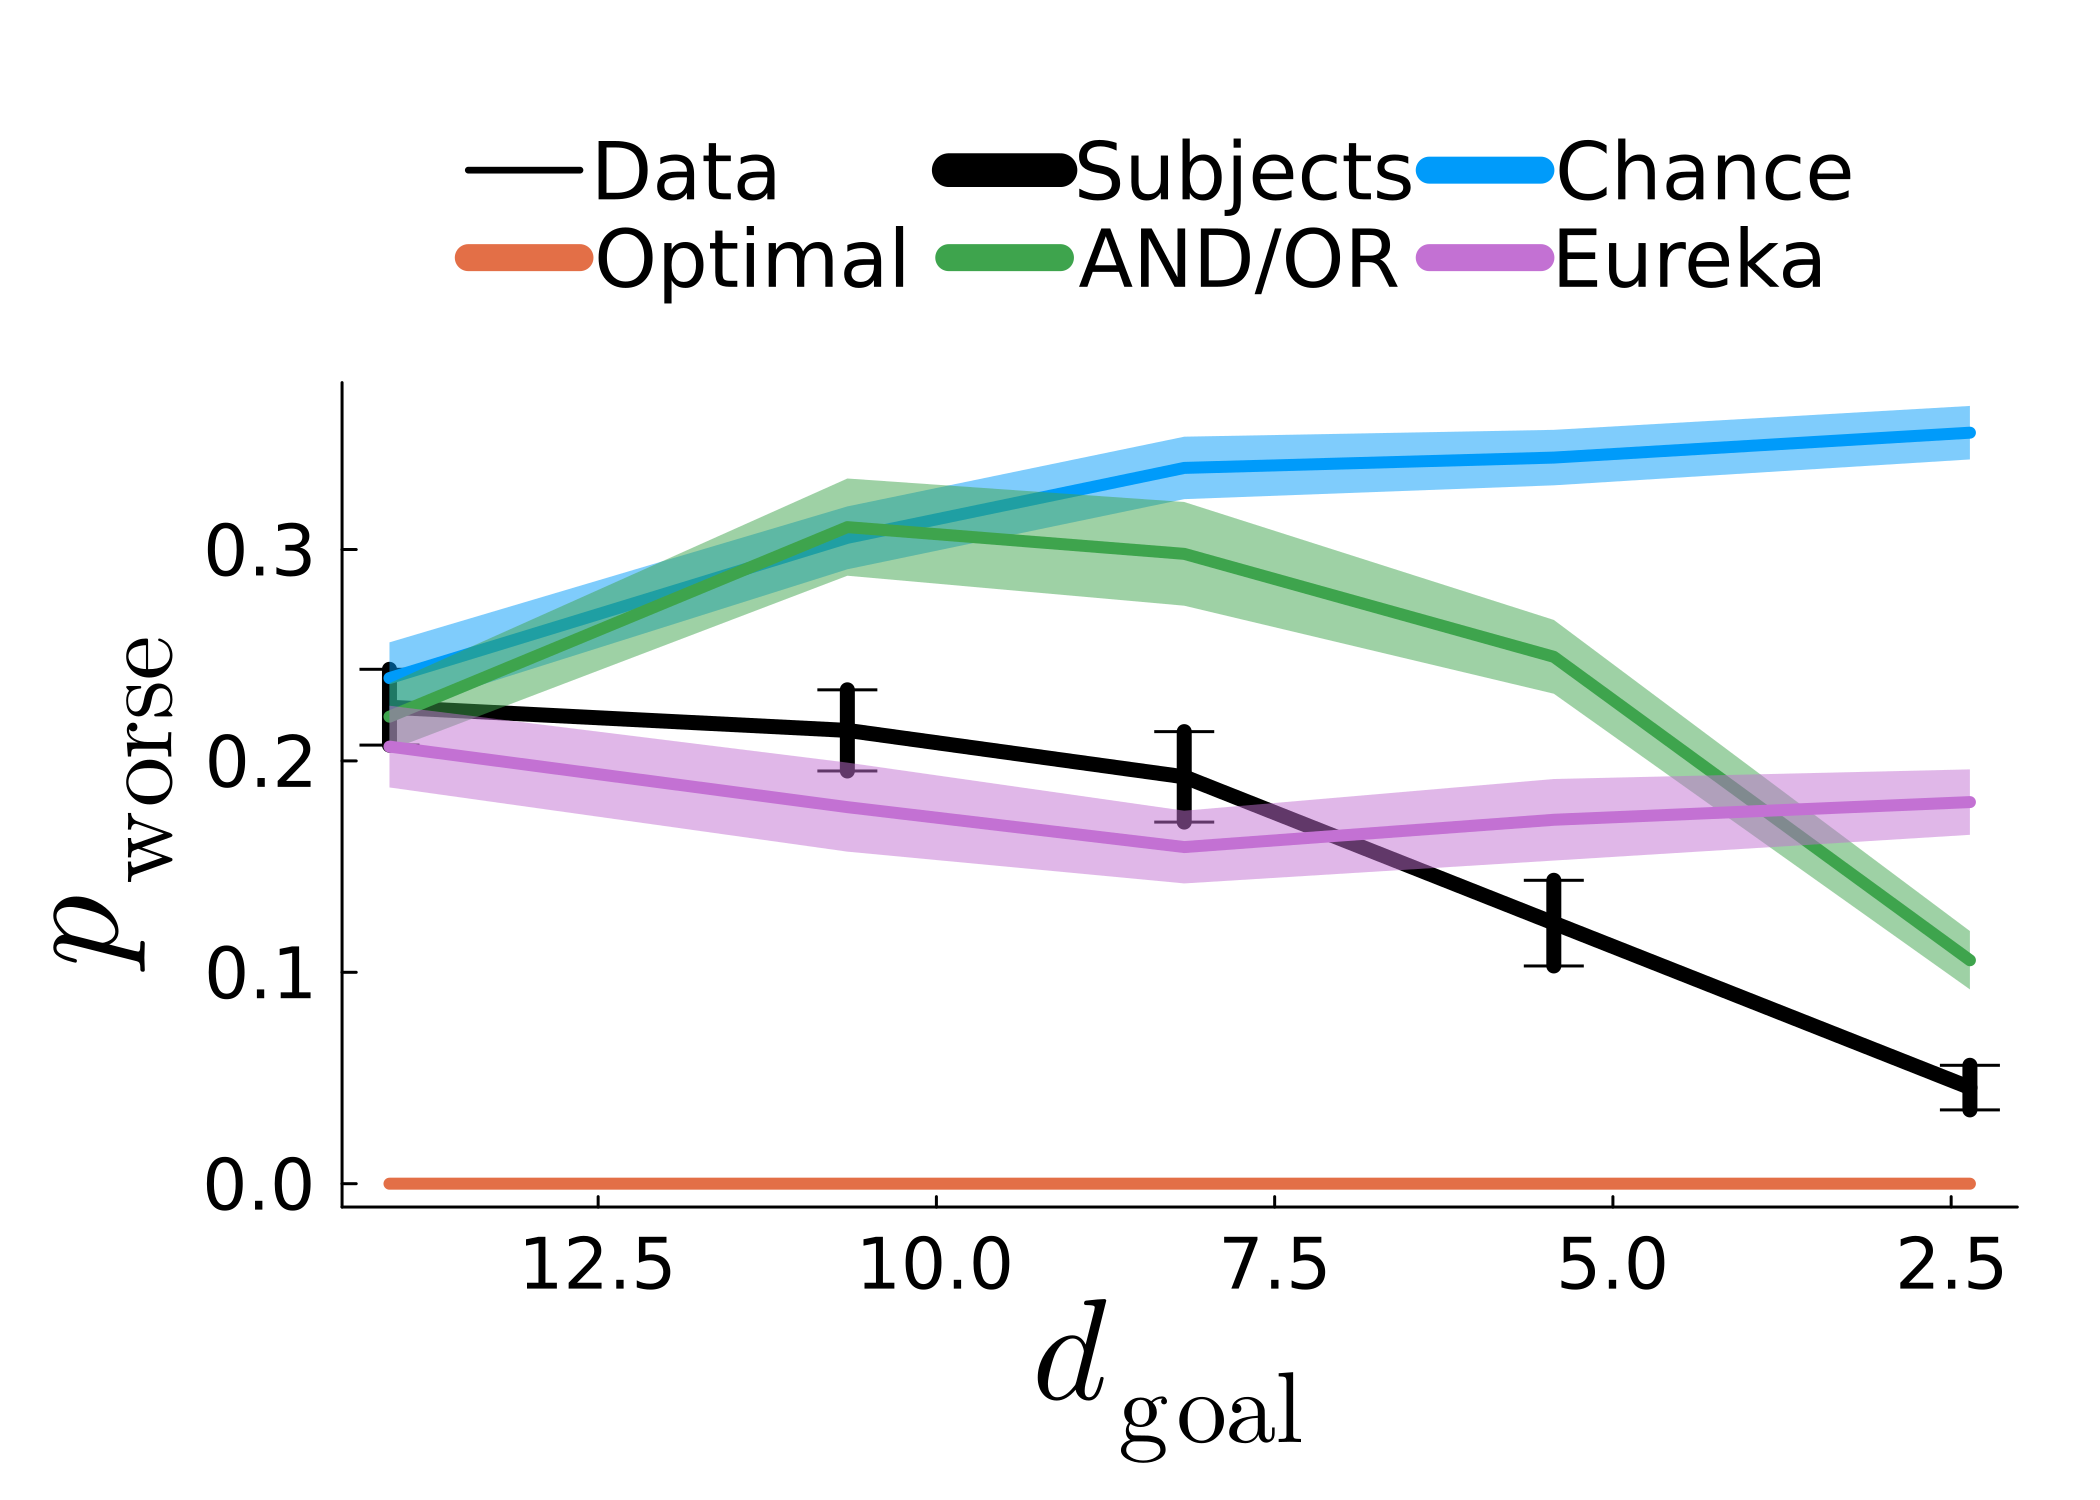 Data Subjects Chance
Optimal AND/OR Eureka
p worse
0.3
0.2
0.1
0.0
12.5 10.0 7.5 5.0 2.5
d goal